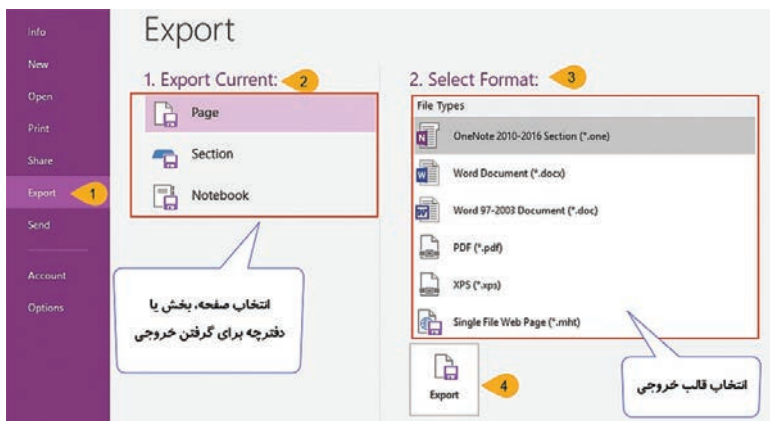 Info
New
Open
Print
Share
Export
1
Send
Account
Options
Export
1. Export Current:
2
Page
Section
Notebook
انتخاب صفحه، بخش یا
دفترچه برای گرفتن خروجی
2. Select Format:
3
File Types
OneNote 2010-2016 Section (*.one)
Word Document (*.docx)
Word 97-2003 Document (*.doc)
PDF (*.pdf)
XPS (*.xps)
Single File Web Page (*.mht)
انتخاب قالب خروجی
Export
4